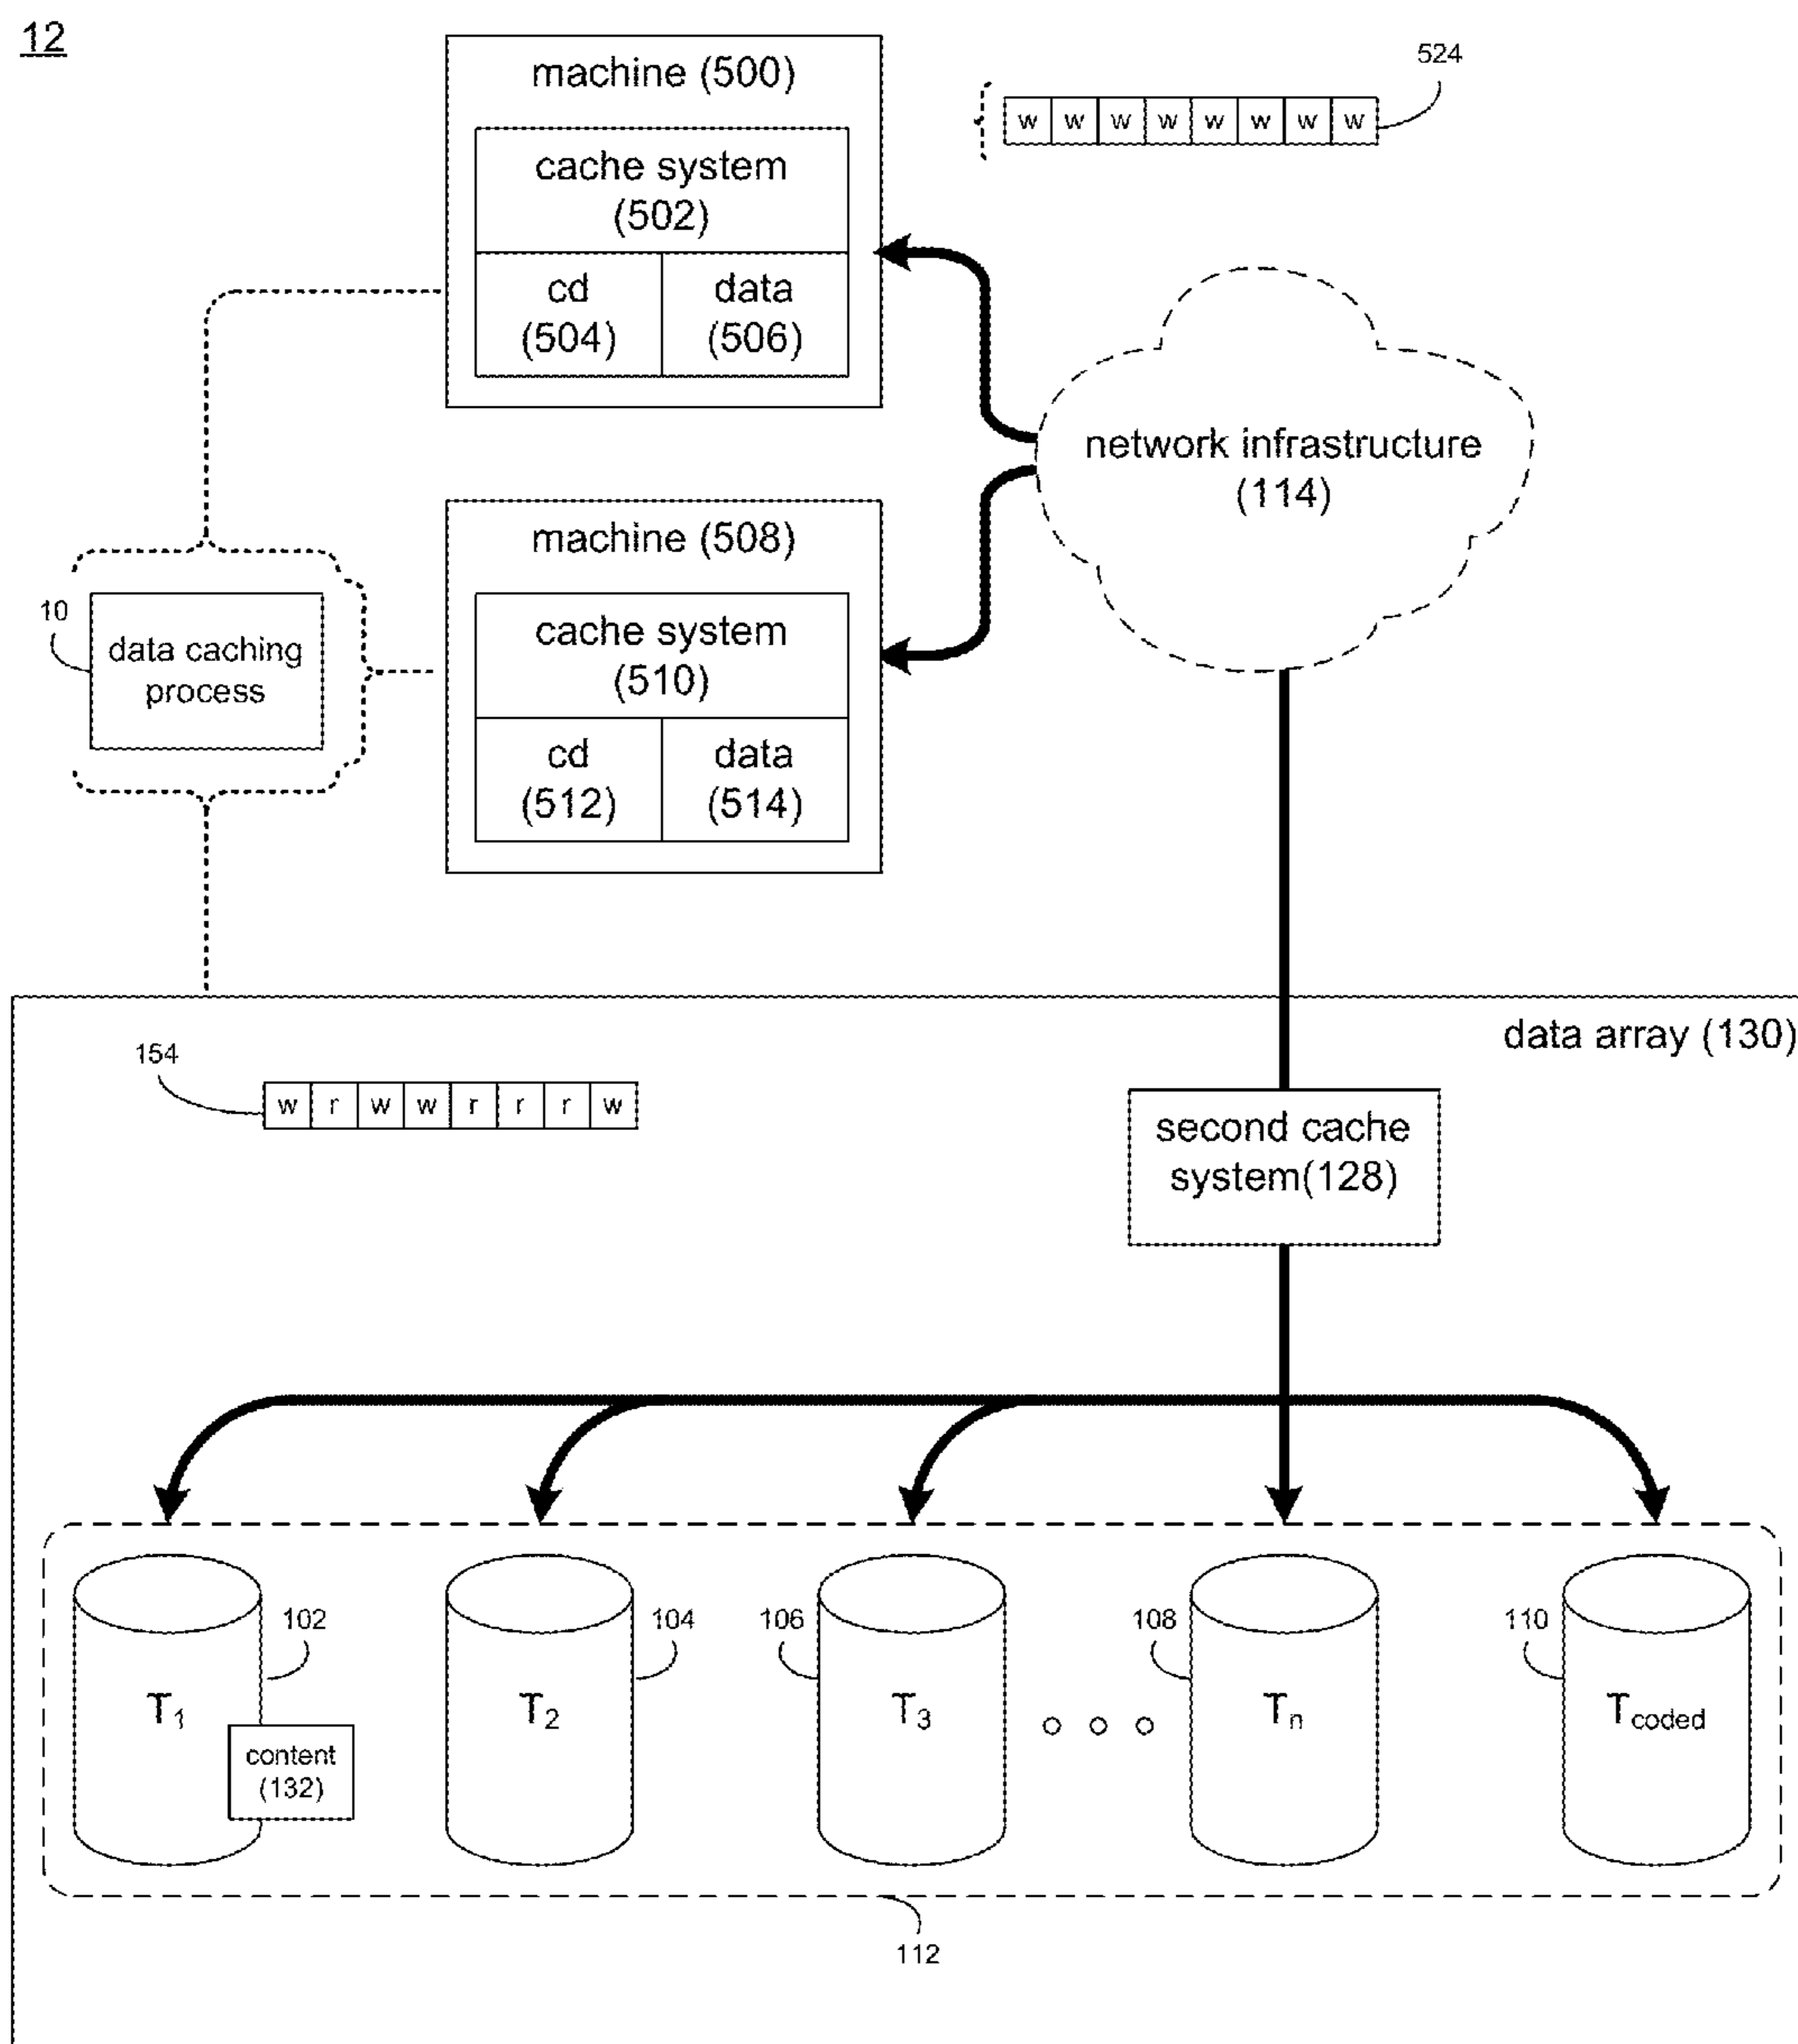 12
machine (500)
524
w w w w w w w w
cache system
(502)
cd
(504)
data
(506)
network infrastructure
(114)
machine (508)
10
data caching
process
cache system
(510)
cd
(512)
data
(514)
data array (130)
154
w r w w r r r w
second cache
system(128)
102
104
106
108
110
T1
T2
T3
Tn
Tcoded
content
(132)
112